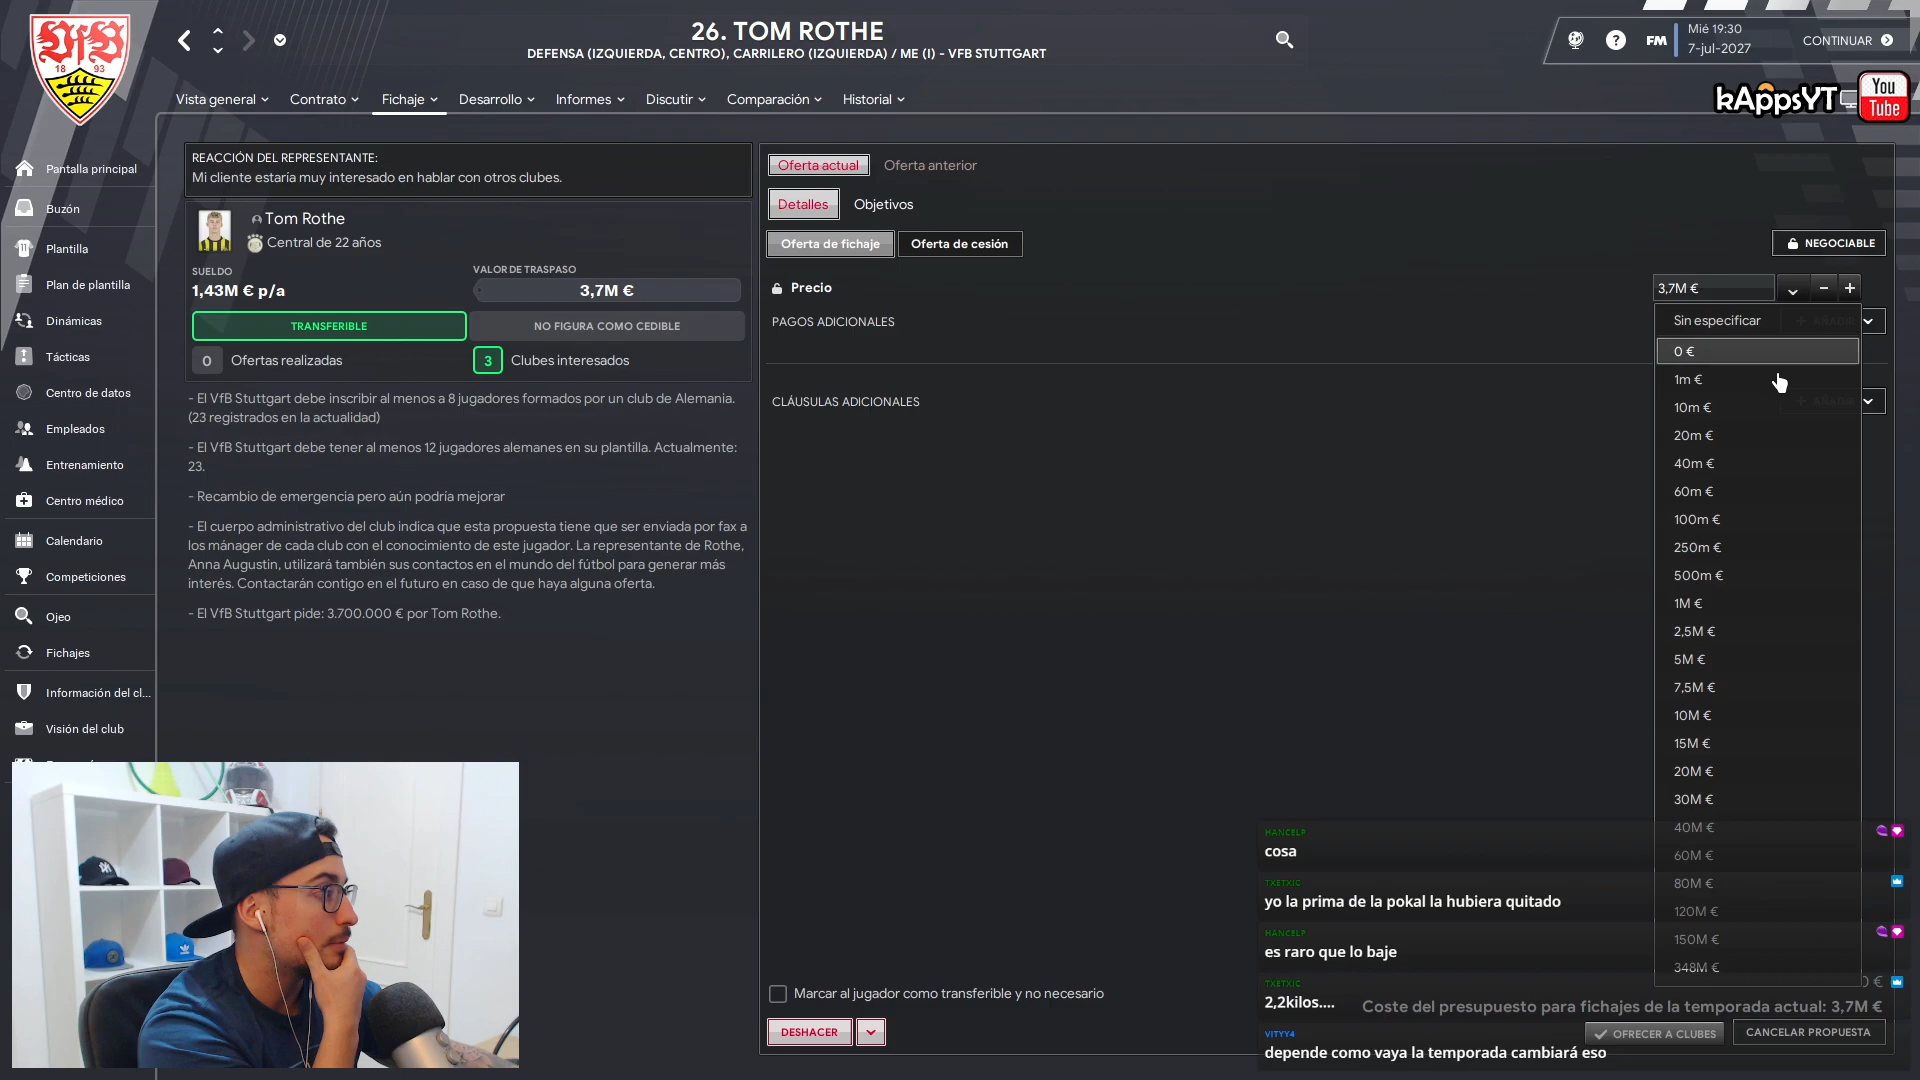 VfB
18 93
26. TOM ROTHE
DEFENSA (IZQUIERDA, CENTRO), CARRILERO (IZQUIERDA) / ME (I) - VFB STUTTGART
FM
Mié 19:30
7-jul-2027
CONTINUAR
Vista general
Contrato
Fichaje
Desarrollo
Informes
Discutir
Comparación
Historial
kAppsYT
You
Tube
Pantalla principal
Buzón
Plantilla
Plan de plantilla
Dinámicas
Tácticas
Centro de datos
Empleados
Entrenamiento
Centro médico
Calendario
Competiciones
Ojeo
Fichajes
Información del cl...
Visión del club
REACCIÓN DEL REPRESENTANTE:
Mi cliente estaría muy interesado en hablar con otros clubes.
Tom Rothe
Central de 22 años
SUELDO
1,43M € p/a
VALOR DE TRASPASO
3,7M €
TRANSFERIBLE
NO FIGURA COMO CEDIBLE
0 Ofertas realizadas
3 Clubes interesados
- El VfB Stuttgart debe inscribir al menos a 8 jugadores formados por un club de Alemania.
(23 registrados en la actualidad)
- El VfB Stuttgart debe tener al menos 12 jugadores alemanes en su plantilla. Actualmente:
23.
- Recambio de emergencia pero aún podría mejorar
- El cuerpo administrativo del club indica que esta propuesta tiene que ser enviada por fax a
los mánager de cada club con el conocimiento de este jugador. La representante de Rothe,
Anna Augustin, utilizará también sus contactos en el mundo del fútbol para generar más
interés. Contactarán contigo en el futuro en caso de que haya alguna oferta.
- El VfB Stuttgart pide: 3.700.000 € por Tom Rothe.
Oferta actual
Oferta anterior
Detalles
Objetivos
Oferta de fichaje
Oferta de cesión
NEGOCIABLE
Precio
3,7M €
PAGOS ADICIONALES
CLÁUSULAS ADICIONALES
Sin especificar
0 €
1m €
10m €
20m €
40m €
60m €
100m €
250m €
500m €
1M €
2,5M €
5M €
7,5M €
10M €
15M €
20M €
30M €
40M €
60M €
80M €
120M €
150M €
348M €
HANCELP
cosa
TXETXIC
yo la prima de la pokal la hubiera quitado
HANCELP
es raro que lo baje
TXETXIC
2,2kilos....
VITYY4
depende como vaya la temporada cambiará eso
Marcar al jugador como transferible y no necesario
DESHACER
Coste del presupuesto para fichajes de la temporada actual: 3,7M €
OFRECER A CLUBES
CANCELAR PROPUESTA